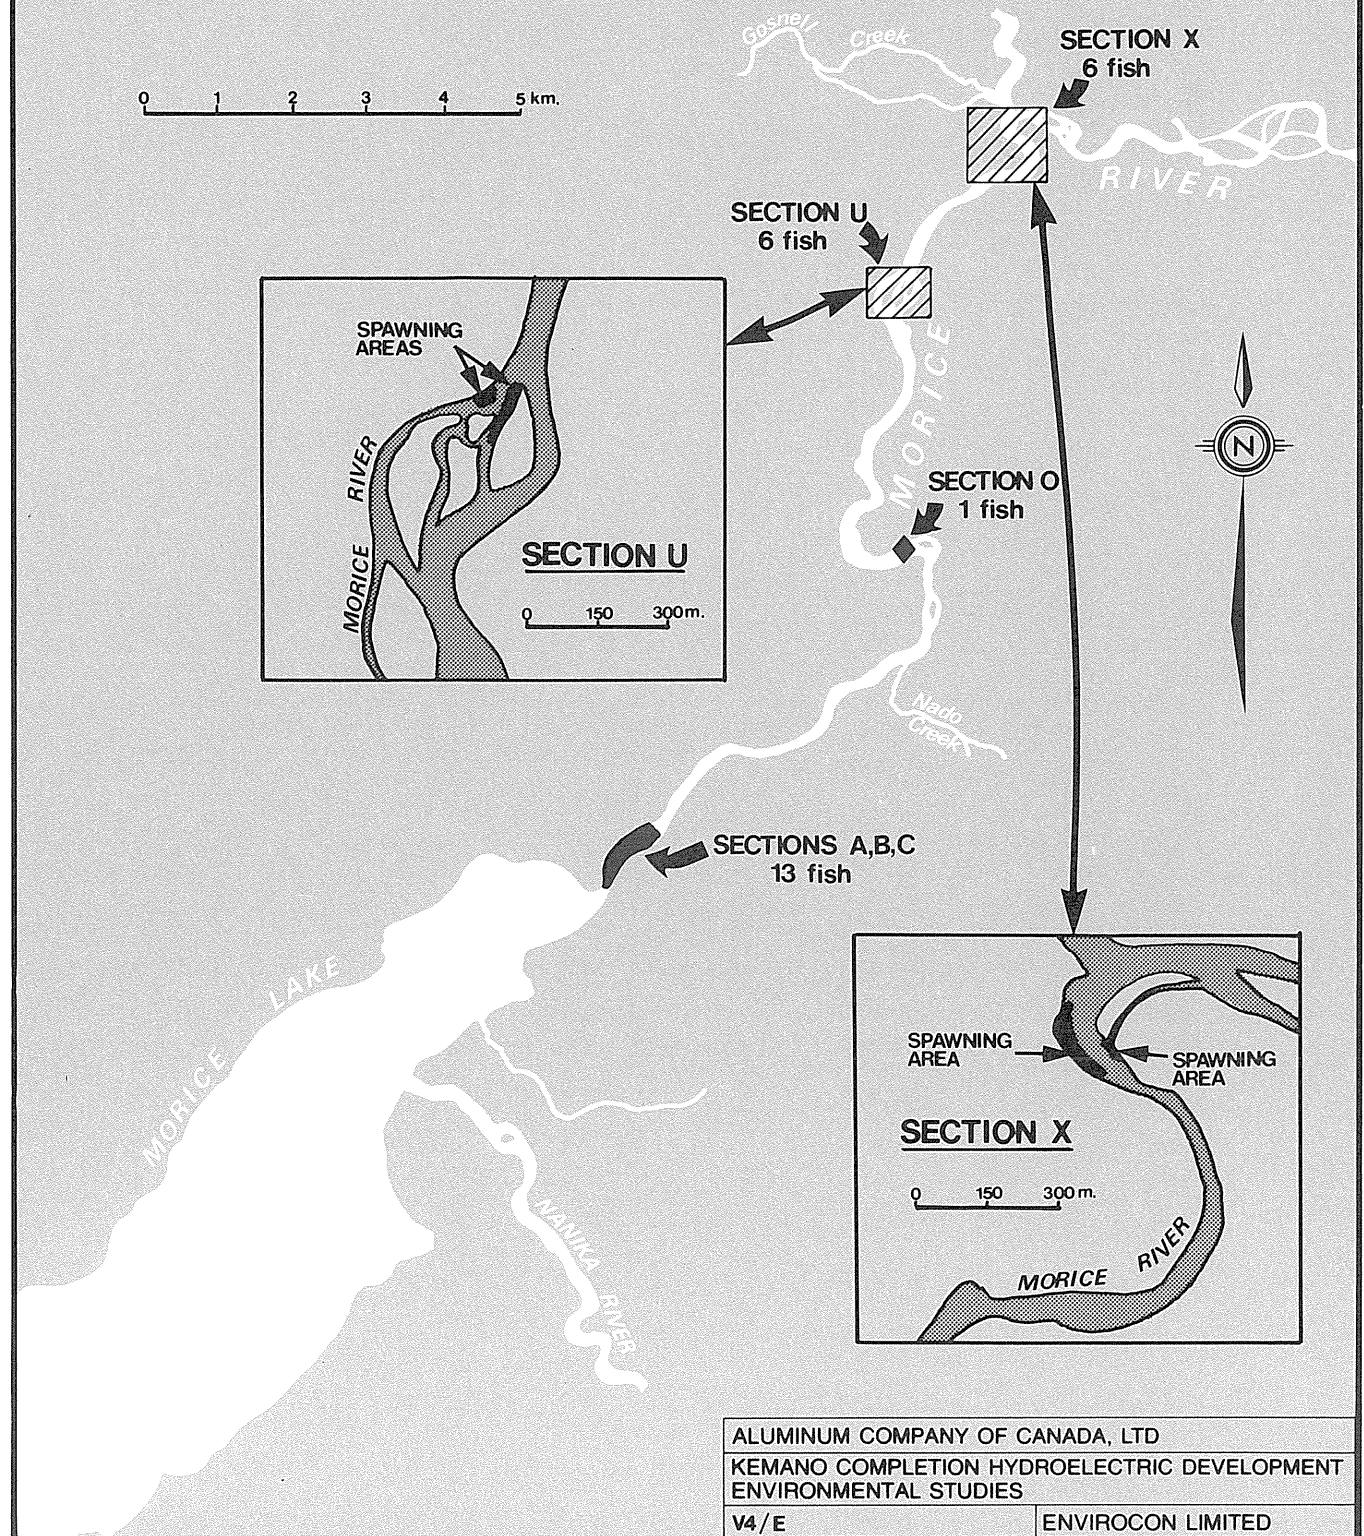 Gosnell Creek
SECTION X
6 fish
0 1 2 3 4 5 km.
RIVER
SECTION U
6 fish
MORICE
SPAWNING
AREAS
MORICE RIVER
SECTION U
0 150 300 m.
N
SECTION O
1 fish
Nado
Creek
SECTIONS A,B,C
13 fish
MORICE LAKE
SPAWNING
AREA
SPAWNING
AREA
SECTION X
0 150 300 m.
MORICE RIVER
NANIKA RIVER
ALUMINUM COMPANY OF CANADA, LTD
KEMANO COMPLETION HYDROELECTRIC DEVELOPMENT
ENVIRONMENTAL STUDIES
V4/E
ENVIROCON LIMITED